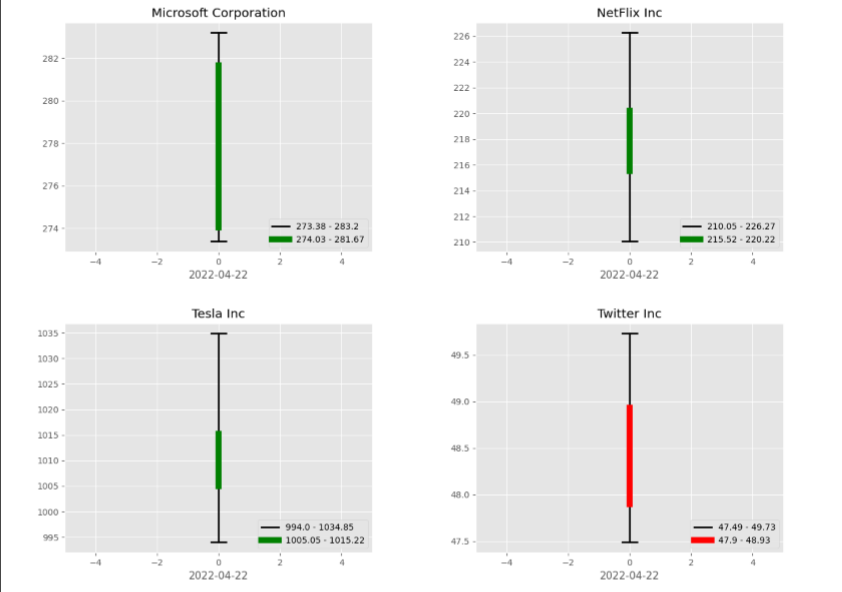 Microsoft Corporation
282
280
278
276
274
273.38 - 283.2
274.03 - 281.67
−4 −2 0 2 4
2022-04-22
NetFlix Inc
226
224
222
220
218
216
214
212
210
210.05 - 226.27
215.52 - 220.22
−4 −2 0 2 4
2022-04-22
Tesla Inc
1035
1030
1025
1020
1015
1010
1005
1000
995
994.0 - 1034.85
1005.05 - 1015.22
−4 −2 0 2 4
2022-04-22
Twitter Inc
49.5
49.0
48.5
48.0
47.5
47.49 - 49.73
47.9 - 48.93
−4 −2 0 2 4
2022-04-22